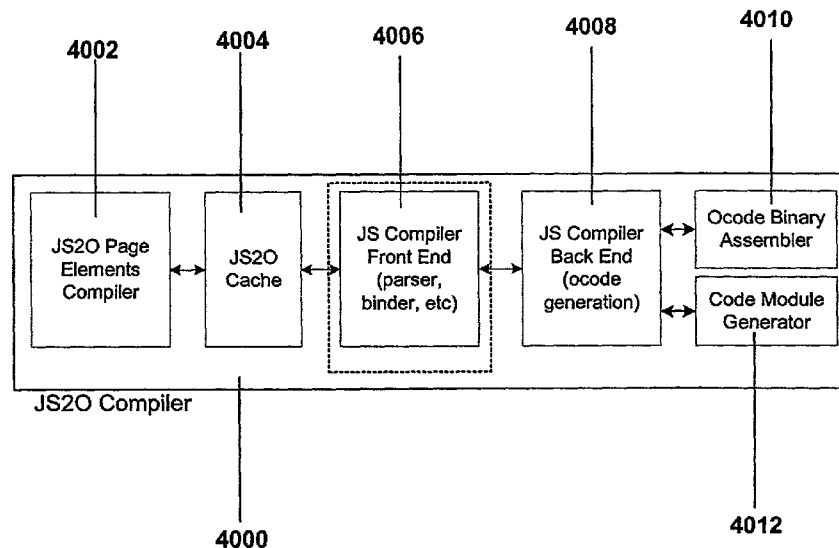 4002
4004
4006
4008
4010
JS2O Page
Elements
Compiler
JS2O
Cache
JS Compiler
Front End
(parser,
binder, etc)
JS Compiler
Back End
(ocode
generation)
Ocode Binary
Assembler
Code Module
Generator
JS2O Compiler
4000
4012